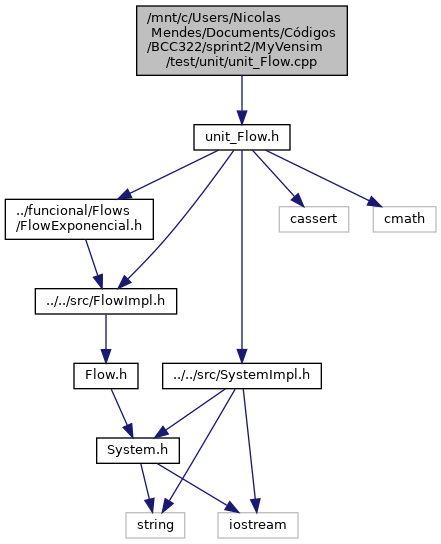 /mnt/c/Users/Nicolas
Mendes/Documents/Códigos
/BCC322/sprint2/MyVensim
/test/unit/unit_Flow.cpp
unit_Flow.h
../funcional/Flows
/FlowExponencial.h
cassert
cmath
../../src/FlowImpl.h
Flow.h
../../src/SystemImpl.h
System.h
string
iostream